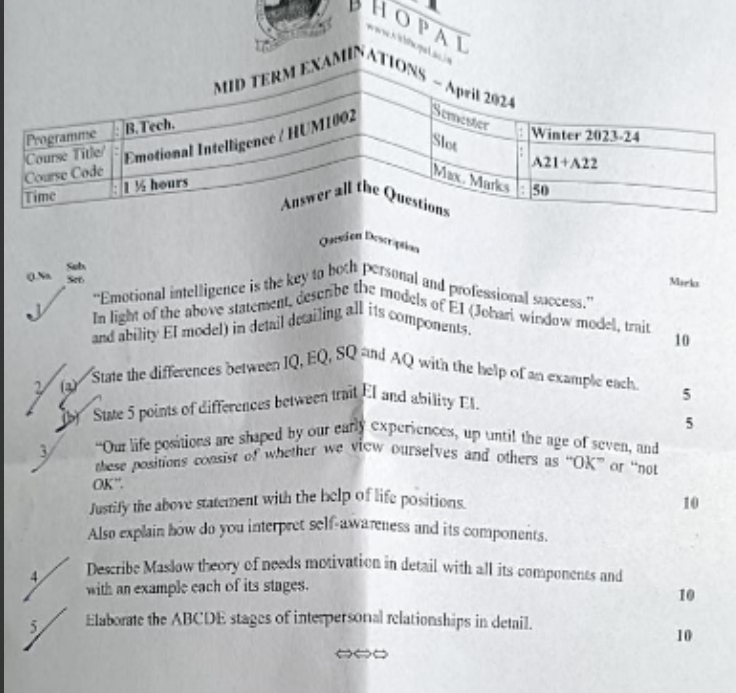 BHOPAL
MID TERM EXAMINATIONS – April 2024
Programme : B.Tech. Semester : Winter 2023-24
Course Title/ Course Code : Emotional Intelligence / HUM1002 Slot : A21+A22
Time : 1 ½ hours Max. Marks : 50
Answer all the Questions
Q.No. Sub. Sec. Question Description Marks
1 "Emotional intelligence is the key to both personal and professional success."
In light of the above statement, describe the models of EI (Johari window model, trait
and ability EI model) in detail detailing all its components. 10
2 (a) State the differences between IQ, EQ, SQ and AQ with the help of an example each. 5
(b) State 5 points of differences between trait EI and ability EI. 5
3 "Our life positions are shaped by our early experiences, up until the age of seven, and
these positions consist of whether we view ourselves and others as "OK" or "not
OK".
Justify the above statement with the help of life positions. 10
Also explain how do you interpret self-awareness and its components.
4 Describe Maslow theory of needs motivation in detail with all its components and
with an example each of its stages. 10
5 Elaborate the ABCDE stages of interpersonal relationships in detail. 10
⇔⇔⇔